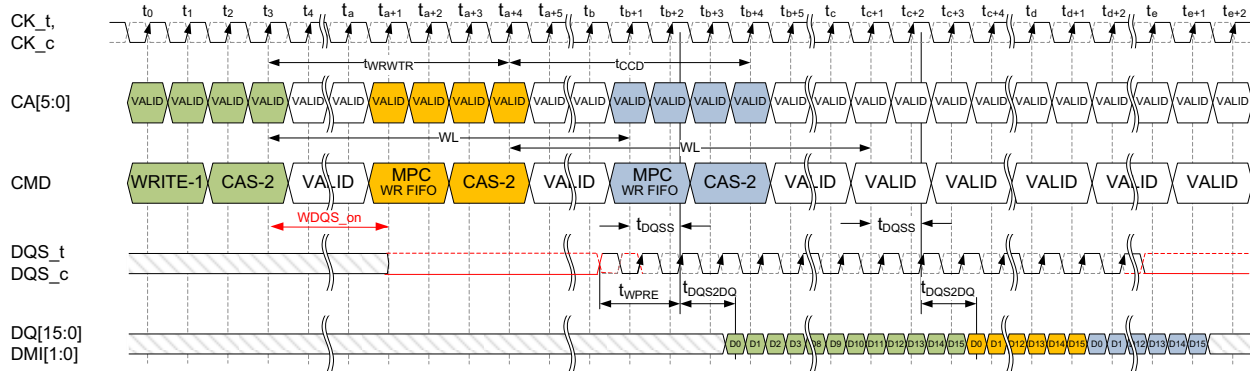 CK_t,
CK_c
t0 t1 t2 t3 t4 ta ta+1 ta+2 ta+3 ta+4 ta+5 tb tb+1 tb+2 tb+3 tb+4 tb+5 tc tc+1 tc+2 tc+3 tc+4 td td+1 td+2 te te+1 te+2
tWRWTR tCCD
CA[5:0]
VALID VALID VALID VALID VALID VALID VALID VALID VALID VALID VALID VALID VALID VALID VALID VALID VALID VALID VALID VALID VALID VALID VALID VALID VALID VALID VALID VALID
WL
WL
CMD
WRITE-1 CAS-2 VALID MPC WR FIFO CAS-2 VALID MPC WR FIFO CAS-2 VALID VALID VALID VALID VALID VALID
WDQS_on tDQSS tDQSS
DQS_t
DQS_c
tWPRE tDQS2DQ tDQS2DQ
DQ[15:0]
DMI[1:0]
D0 D1 D2 D3 D8 D9 D10 D11 D12 D13 D14 D15 D0 D1 D12 D13 D14 D15 D0 D1 D12 D13 D14 D15